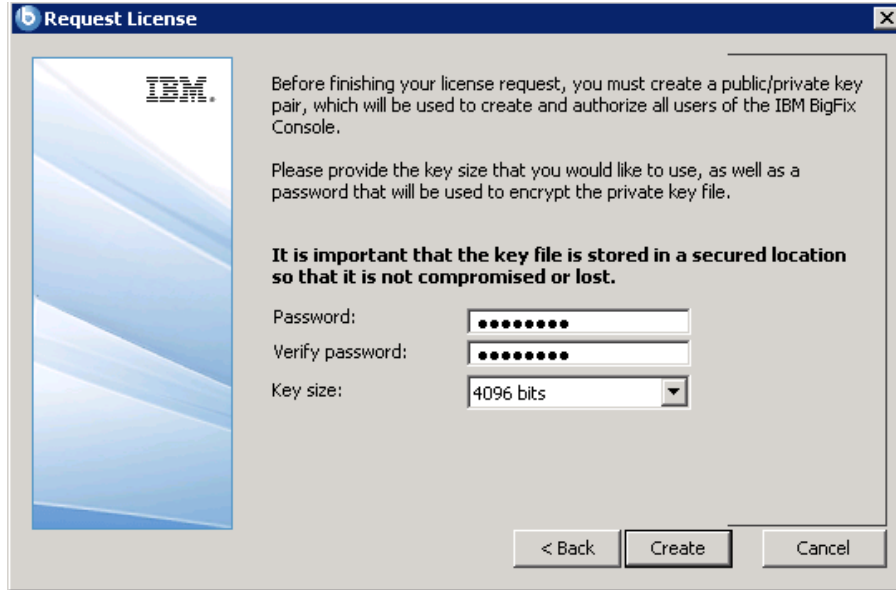 Request License
IBM.
Before finishing your license request, you must create a public/private key
pair, which will be used to create and authorize all users of the IBM BigFix
Console.
Please provide the key size that you would like to use, as well as a
password that will be used to encrypt the private key file.
It is important that the key file is stored in a secured location
so that it is not compromised or lost.
Password: ●●●●●●●●
Verify password: ●●●●●●●●
Key size: 4096 bits
< Back Create Cancel